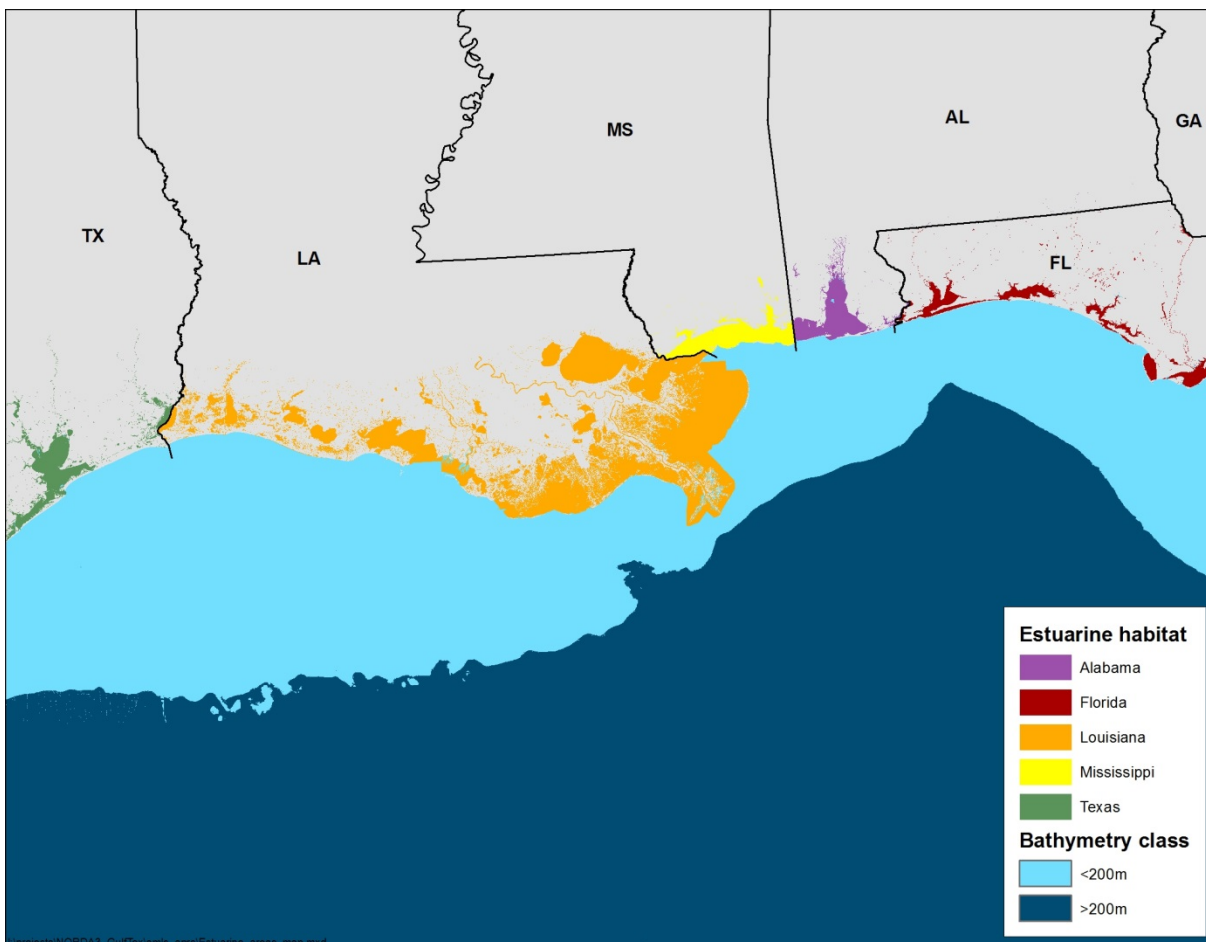 MS
AL
GA
TX
LA
FL
Estuarine habitat
Alabama
Florida
Louisiana
Mississippi
Texas
Bathymetry class
<200m
>200m